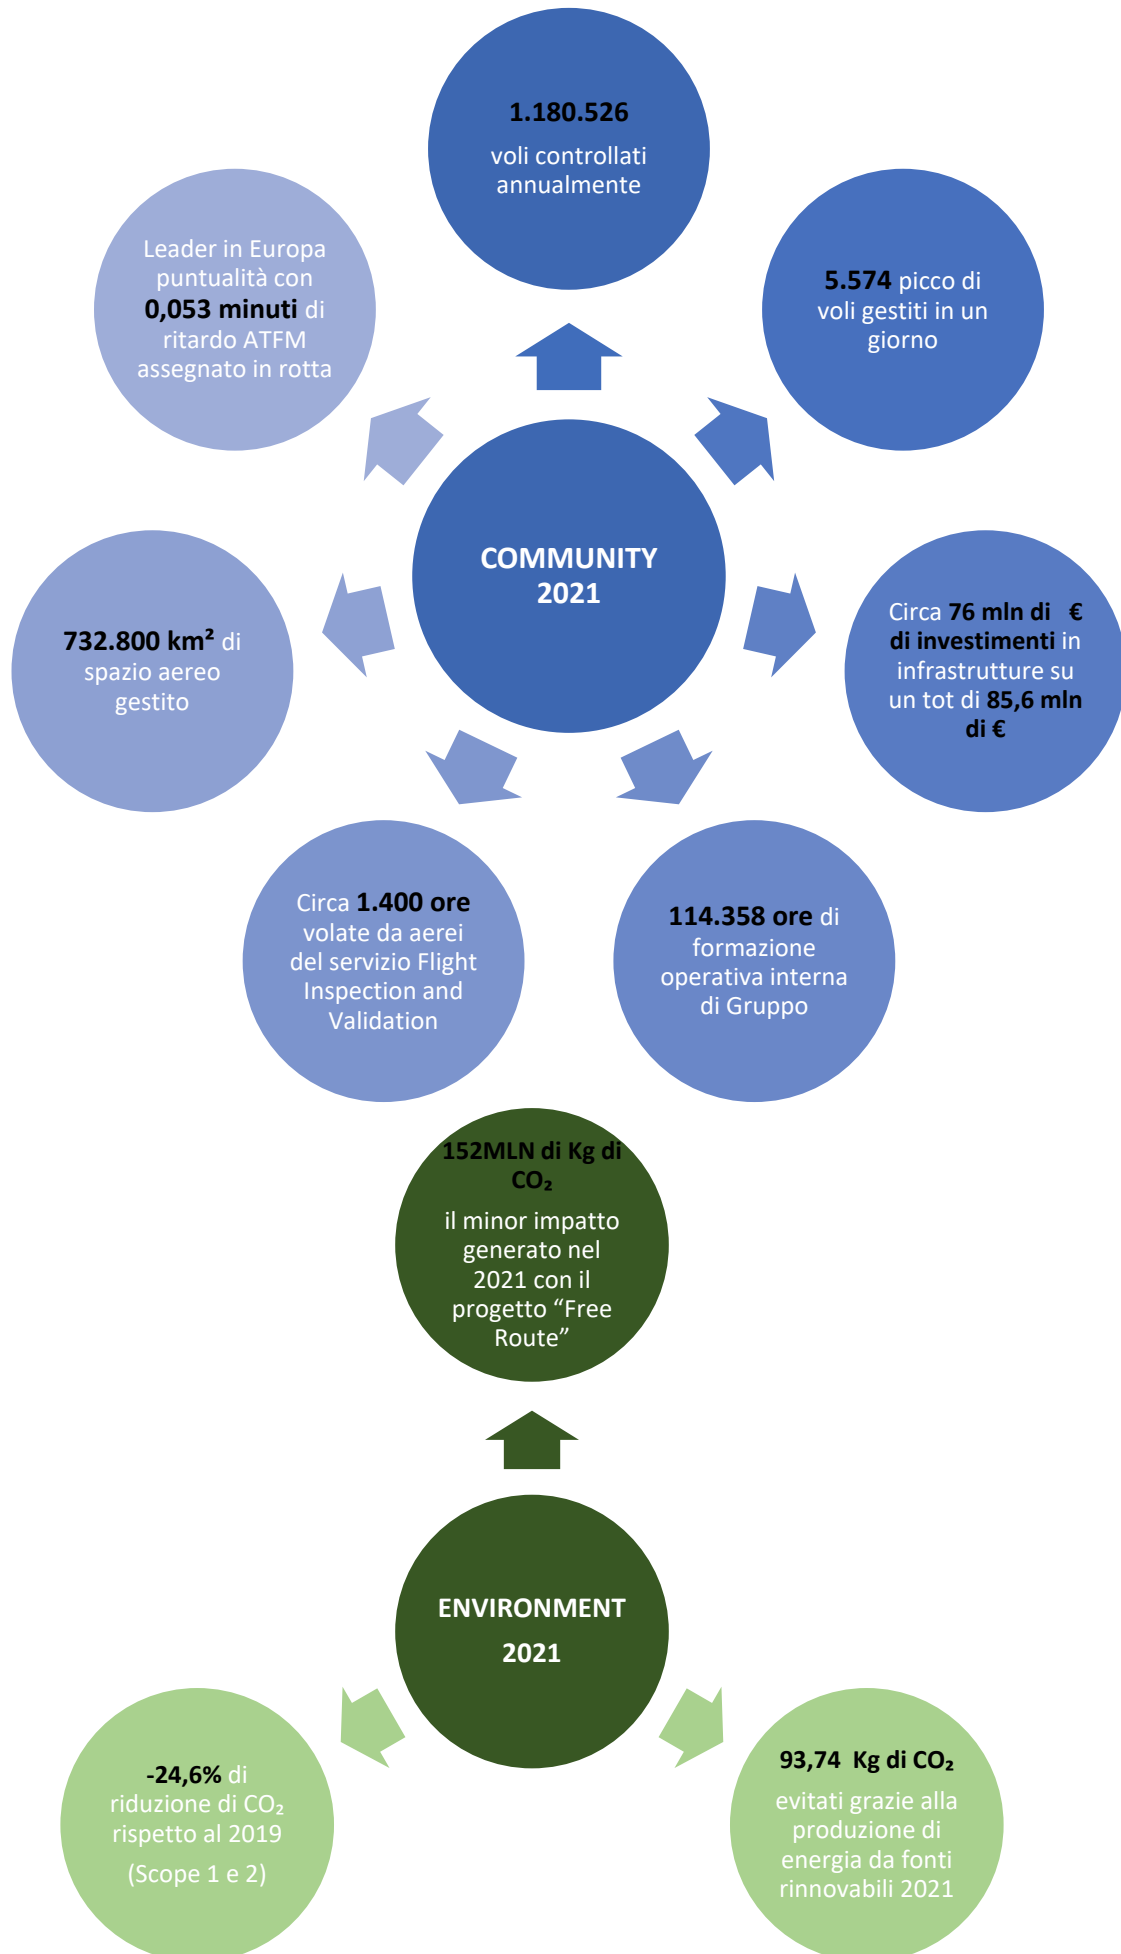 1.180.526
voli controllati
annualmente
Leader in Europa
puntualità con
0,053 minuti di
ritardo ATFM
assegnato in rotta
5.574 picco di
voli gestiti in un
giorno
COMMUNITY
2021
732.800 km² di
spazio aereo
gestito
Circa 76 mln di €
di investimenti in
infrastrutture su
un tot di 85,6 mln
di €
Circa 1.400 ore
volate da aerei
del servizio Flight
Inspection and
Validation
114.358 ore di
formazione
operativa interna
di Gruppo
152MLN di Kg di
CO₂
il minor impatto
generato nel
2021 con il
progetto “Free
Route”
ENVIRONMENT
2021
-24,6% di
riduzione di CO₂
rispetto al 2019
(Scope 1 e 2)
93,74 Kg di CO₂
evitati grazie alla
produzione di
energia da fonti
rinnovabili 2021